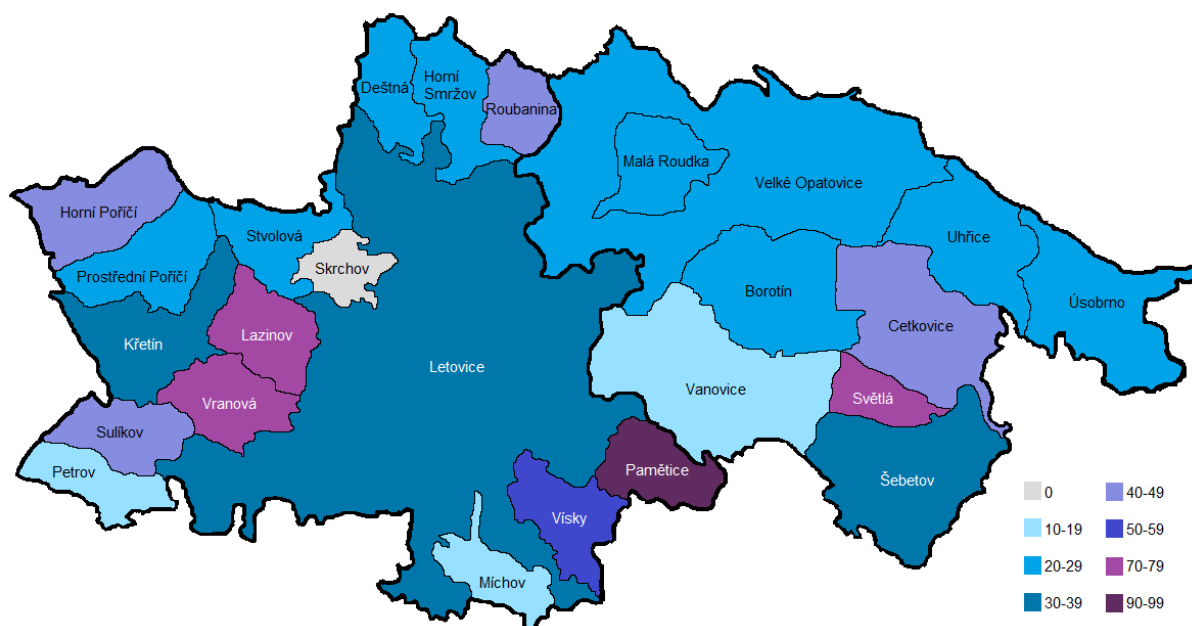 Deštná
Horní
Smržov
Roubanina
Malá Roudka
Velké Opatovice
Horní Poříčí
Stvolová
Uhřice
Prostřední Poříčí
Skrchov
Borotín
Úsobrno
Křetín
Lazinov
Cetkovice
Letovice
Vanovice
Vranová
Světlá
Sulíkov
Petrov
Pamětice
Šebetov
Vísky
Míchov
0
10-19
20-29
30-39
40-49
50-59
70-79
90-99